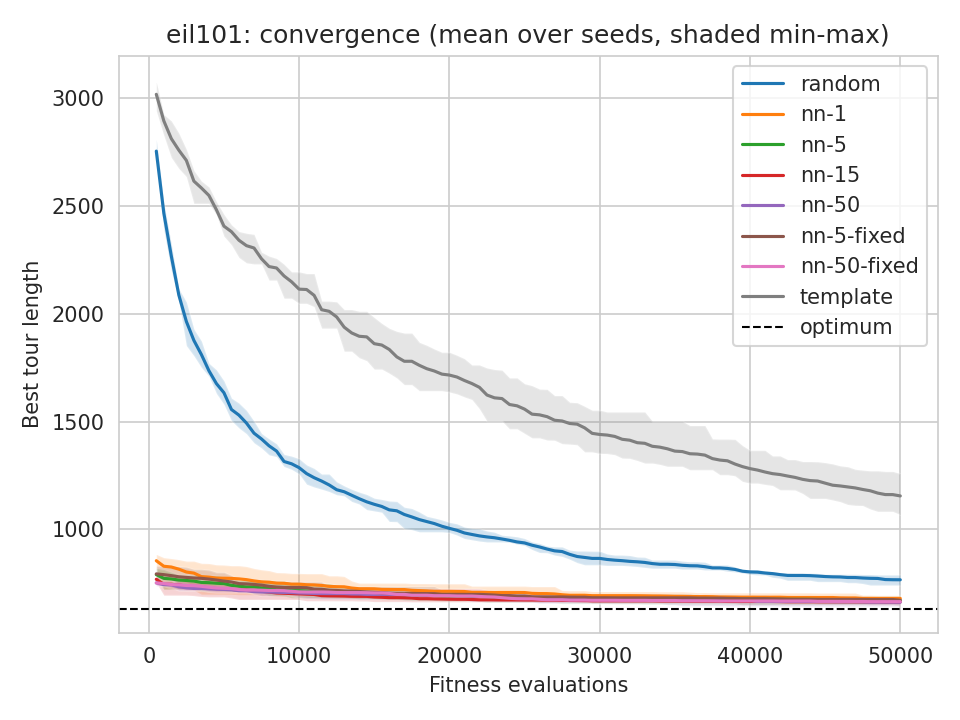 eil101: convergence (mean over seeds, shaded min-max)
random
nn-1
nn-5
nn-15
nn-50
nn-5-fixed
nn-50-fixed
template
optimum
Best tour length
3000
2500
2000
1500
1000
0
10000
20000
30000
40000
50000
Fitness evaluations